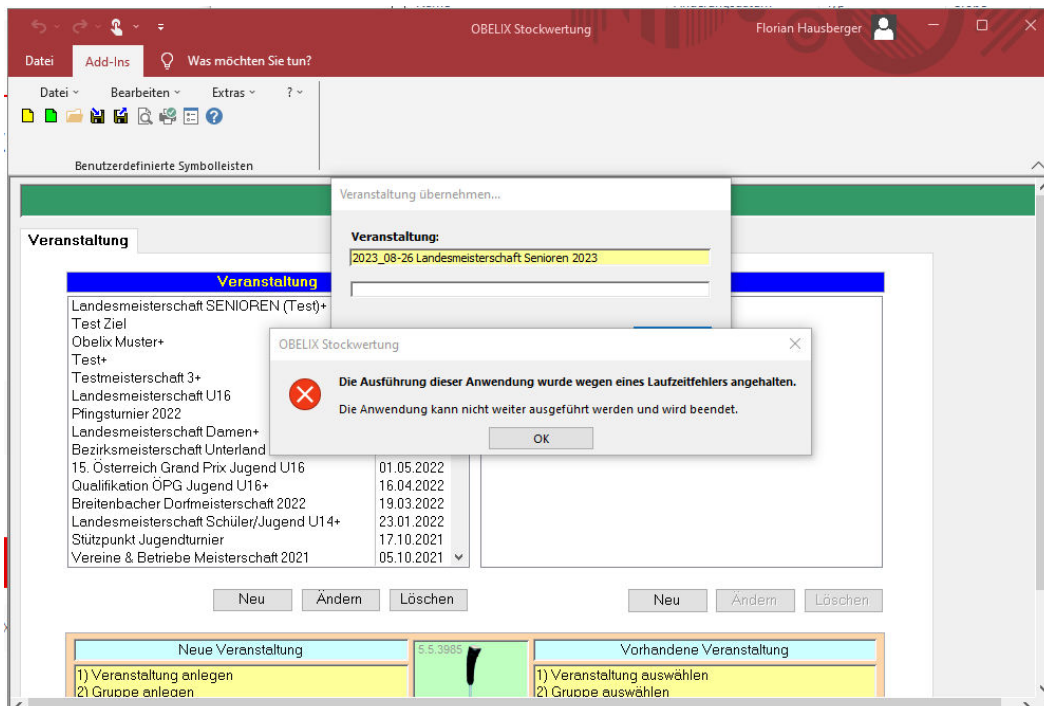 OBELIX Stockwertung
Florian Hausberger
Datei
Add-Ins
Was möchten Sie tun?
Datei
Bearbeiten
Extras
?
Benutzerdefinierte Symbolleisten
Veranstaltung übernehmen...
Veranstaltung:
2023_08-26 Landesmeisterschaft Senioren 2023
Veranstaltung
Veranstaltung
Landesmeisterschaft SENIOREN (Test)+
Test Ziel
Obelix Muster+
Test+
Testmeisterschaft 3+
Landesmeisterschaft U16
Pfingsturnier 2022
Landesmeisterschaft Damen+
Bezirksmeisterschaft Unterland
15. Österreich Grand Prix Jugend U16 01.05.2022
Qualifikation ÖPG Jugend U16+ 16.04.2022
Breitenbacher Dorfmeisterschaft 2022 19.03.2022
Landesmeisterschaft Schüler/Jugend U14+ 23.01.2022
Stützpunkt Jugendturnier 17.10.2021
Vereine & Betriebe Meisterschaft 2021 05.10.2021
OBELIX Stockwertung
Die Ausführung dieser Anwendung wurde wegen eines Laufzeitfehlers angehalten.
Die Anwendung kann nicht weiter ausgeführt werden und wird beendet.
OK
Neu Ändern Löschen
Neu Ändern Löschen
Neue Veranstaltung
1) Veranstaltung anlegen
2) Gruppe anlegen
5.5.3985
Vorhandene Veranstaltung
1) Veranstaltung auswählen
2) Gruppe auswählen